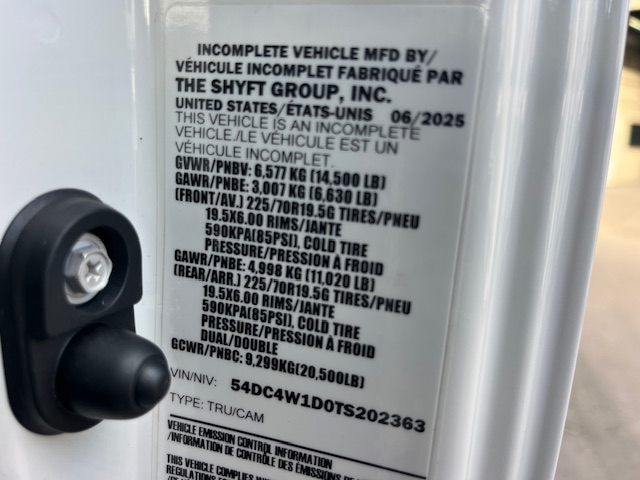 INCOMPLETE VEHICLE MFD BY/
VÉHICULE INCOMPLET FABRIQUÉ PAR
THE SHYFT GROUP, INC.
UNITED STATES/ÉTATS-UNIS 06/2025
THIS VEHICLE IS AN INCOMPLETE
VEHICLE./LE VÉHICULE EST UN
VÉHICULE INCOMPLET.
GVWR/PNBV: 6,577 KG (14,500 LB)
GAWR/PNBE: 3,007 KG (6,630 LB)
(FRONT/AV.) 225/70R19.5G TIRES/PNEU
19.5X6.00 RIMS/JANTE
590KPA(85PSI), COLD TIRE
PRESSURE/PRESSION À FROID
GAWR/PNBE: 4,998 KG (11,020 LB)
(REAR/ARR.) 225/70R19.5G TIRES/PNEU
19.5X6.00 RIMS/JANTE
590KPA(85PSI), COLD TIRE
PRESSURE/PRESSION À FROID
DUAL/DOUBLE
GCWR/PNBC: 9,299KG(20,500LB)
VIN/NIV: 54DC4W1D0TS202363
TYPE: TRU/CAM
VEHICLE EMISSION CONTROL INFORMATION
/INFORMATION DE CONTRÔLE DES ÉMISSIONS DE
THIS VEHICLE COMPLIES
REGULATIONS